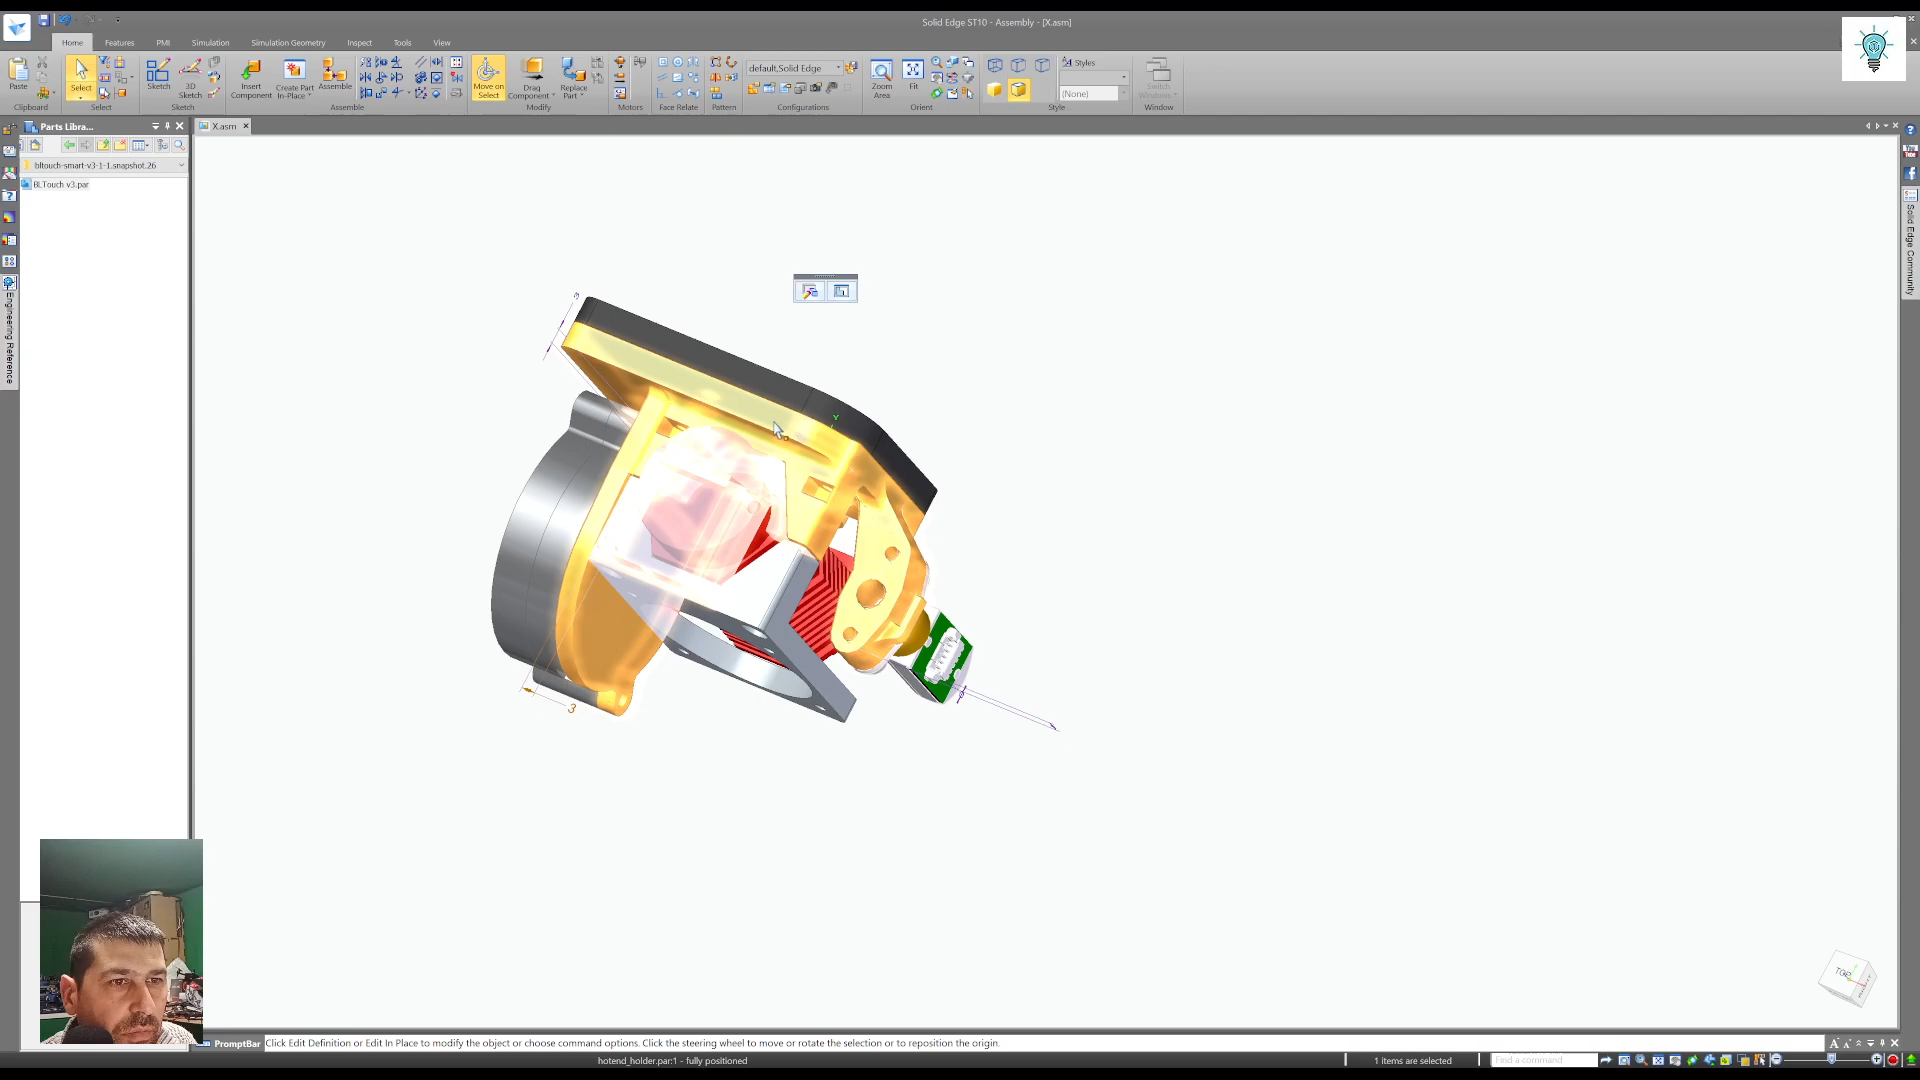 Solid Edge ST10 - Assembly - [X.asm]
Home Features PMI Simulation Simulation Geometry Inspect Tools View
Paste Select Sketch 3D Sketch Insert Component Create Part In-Place Assemble Move on Select Drag Component Replace Part default,Solid Edge Zoom Area Fit Styles (None) Switch Windows
Clipboard Select Sketch Assemble Modify Motors Face Relate Pattern Configurations Orient Style Window
Parts Libra...
X.asm
bltouch-smart-v3-1-1.snapshot.26
BLTouch v3.par
Engineering Reference
You Tube
Solid Edge Community
3
Y
3
TOP
PromptBar
Click Edit Definition or Edit In Place to modify the object or choose command options. Click the steering wheel to move or rotate the selection or to reposition the origin.
hotend_holder.par:1 - fully positioned
1 items are selected
Find a command